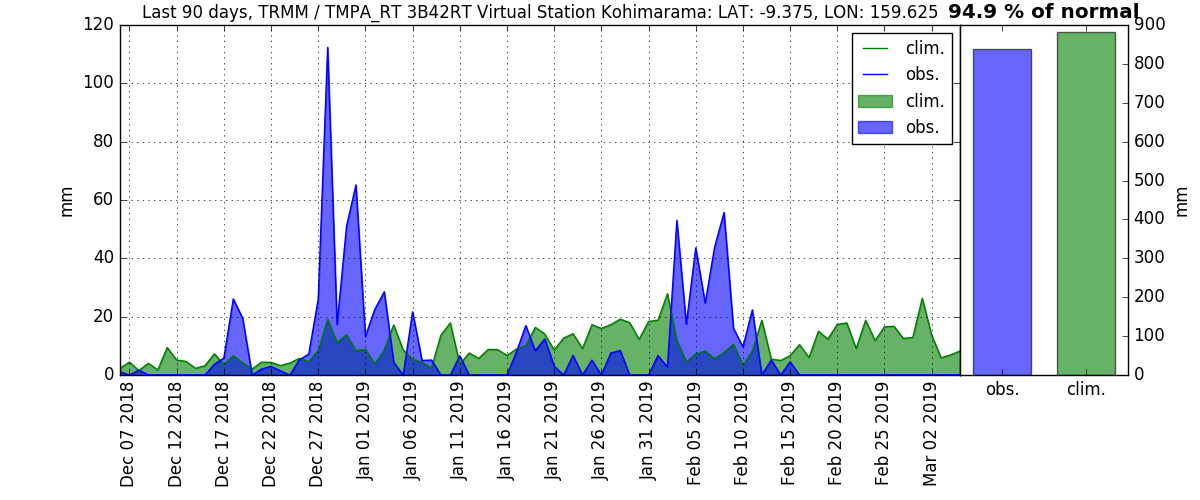 Last 90 days, TRMM / TMPA_RT 3B42RT Virtual Station Kohimarama: LAT: -9.375, LON: 159.625
94.9 % of normal
120
100
80
60
40
20
0
mm
clim.
obs.
clim.
obs.
Dec 07 2018
Dec 12 2018
Dec 17 2018
Dec 22 2018
Dec 27 2018
Jan 01 2019
Jan 06 2019
Jan 11 2019
Jan 16 2019
Jan 21 2019
Jan 26 2019
Jan 31 2019
Feb 05 2019
Feb 10 2019
Feb 15 2019
Feb 20 2019
Feb 25 2019
Mar 02 2019
900
800
700
600
500
400
300
200
100
0
mm
obs.
clim.